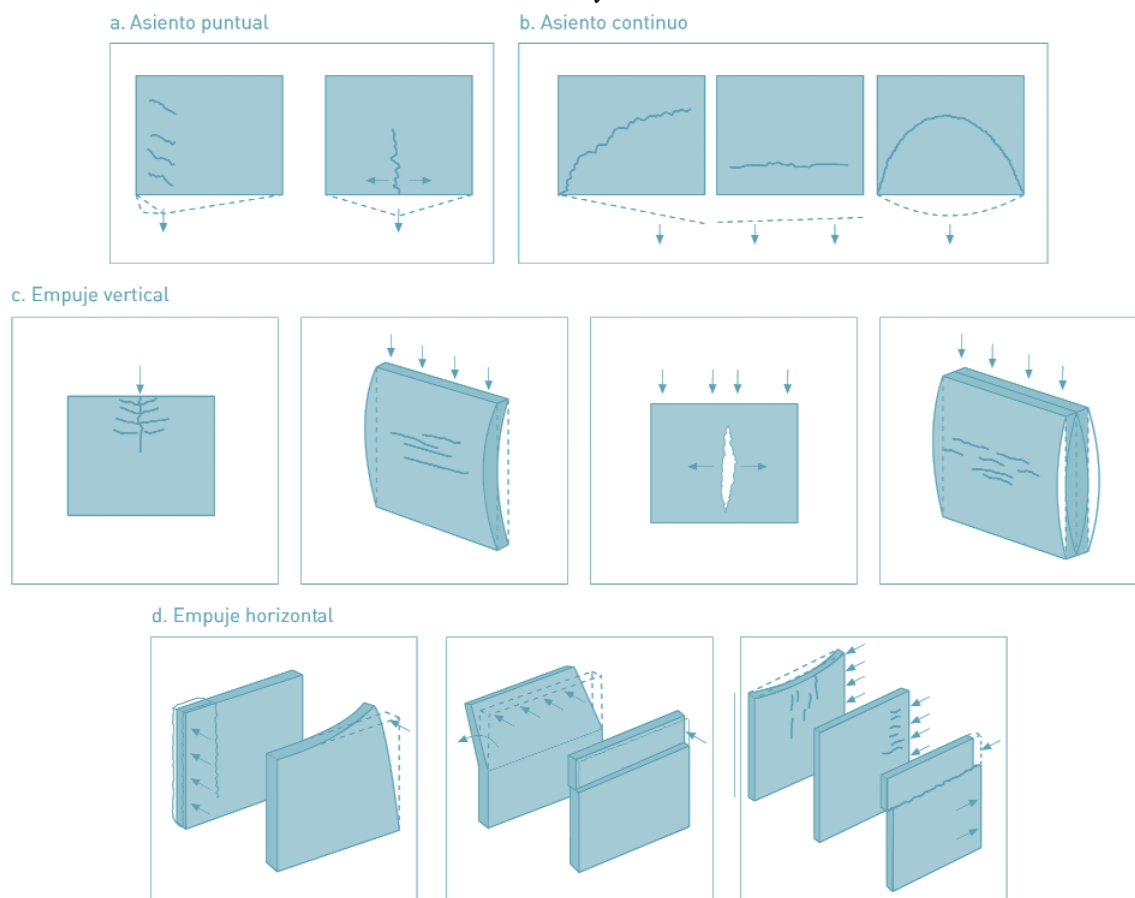 a. Asiento puntual
b. Asiento continuo
c. Empuje vertical
d. Empuje horizontal